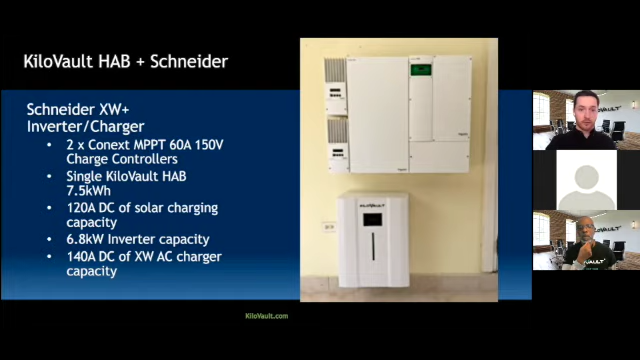 KiloVault HAB + Schneider
Schneider XW+
Inverter/Charger
• 2 x Conext MPPT 60A 150V
Charge Controllers
• Single KiloVault HAB
7.5kWh
• 120A DC of solar charging
capacity
• 6.8kW Inverter capacity
• 140A DC of XW AC charger
capacity
KILOVAULT
KiloVault.com